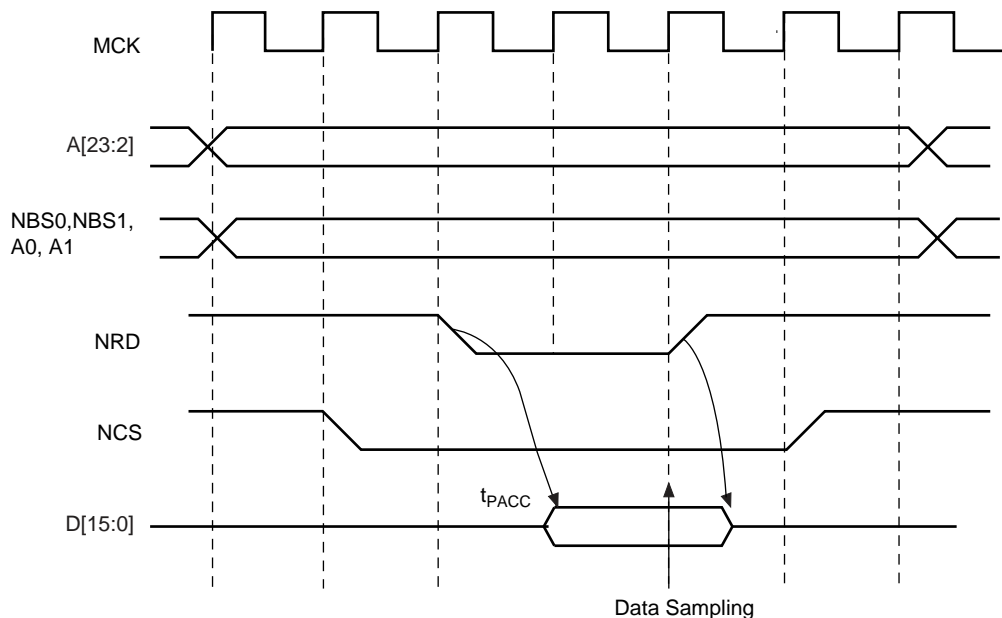 MCK
A[23:2]
NBS0,NBS1,
A0, A1
NRD
NCS
tPACC
D[15:0]
Data Sampling